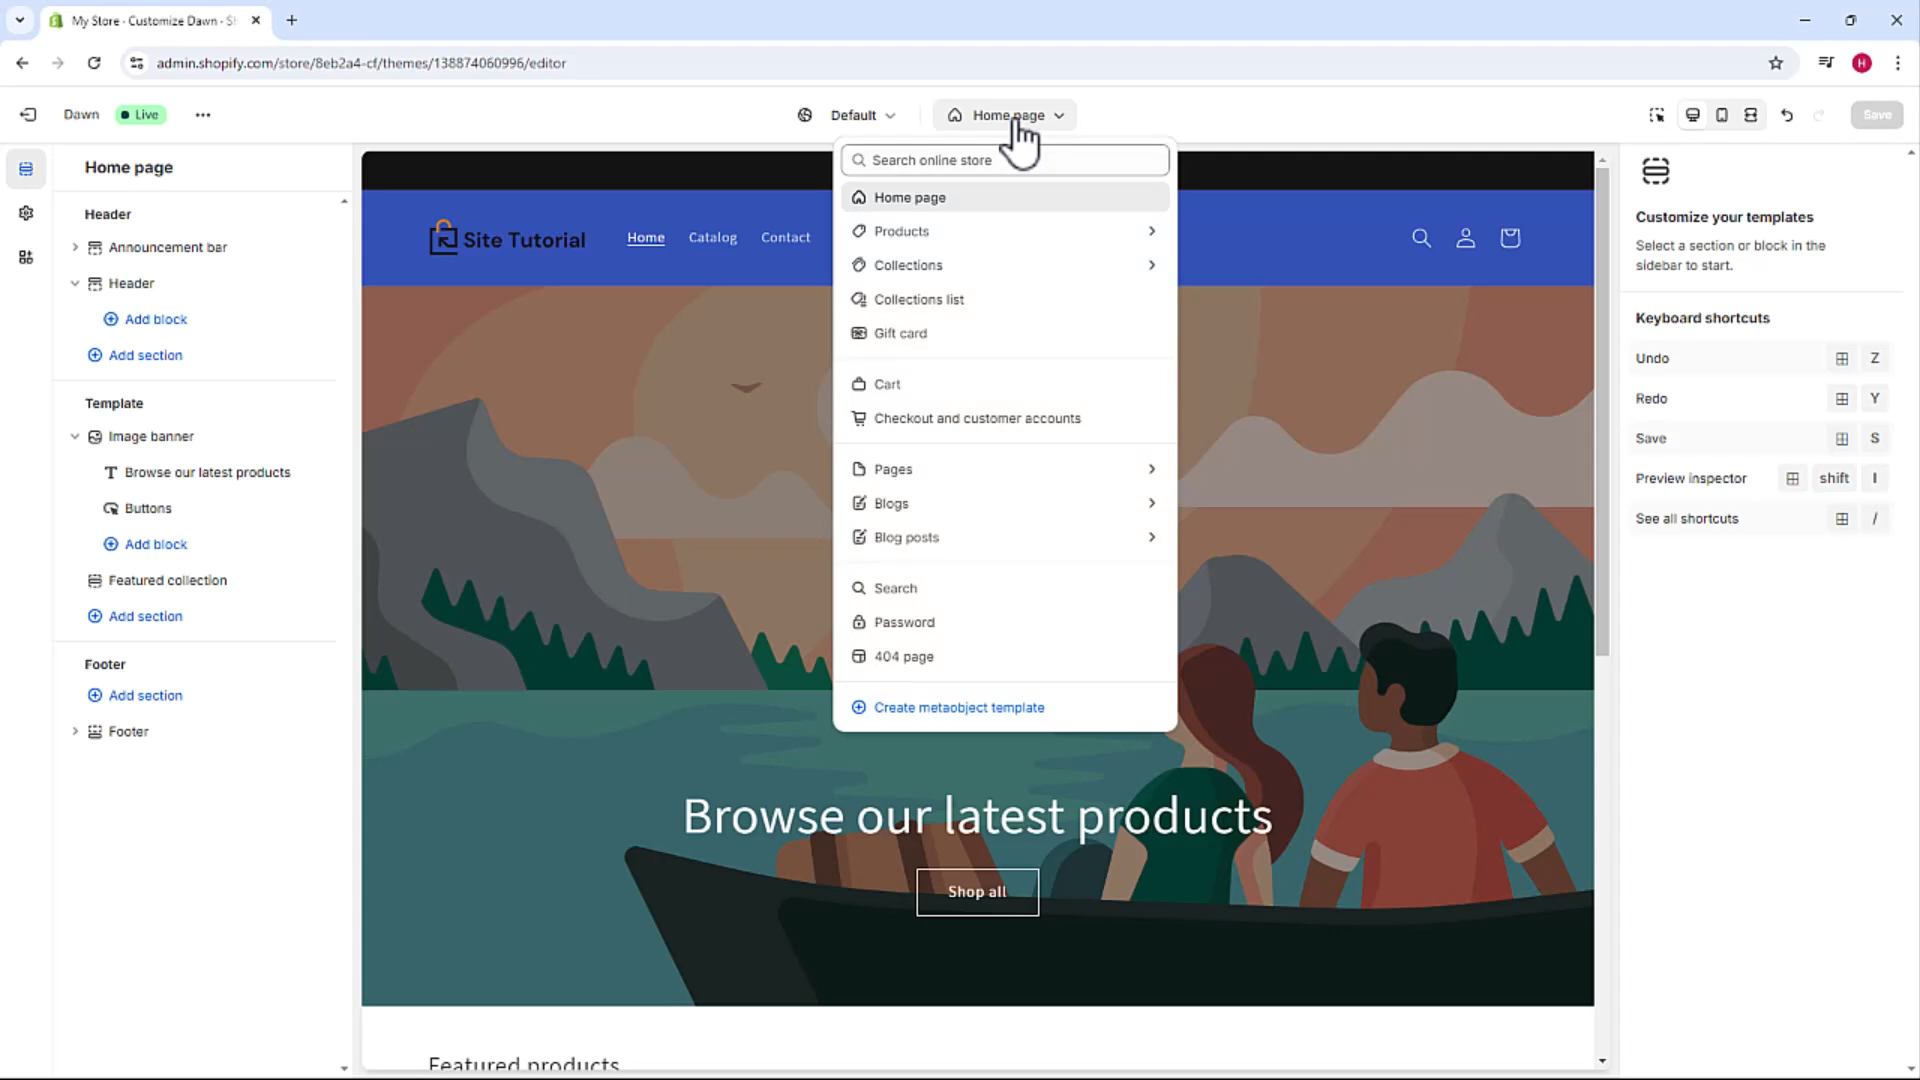 My Store · Customize Dawn · Sh
admin.shopify.com/store/8eb2a4-cf/themes/138874060996/editor
H
Dawn
Live
Default
Home page
Save
Home page
Header
Announcement bar
Header
Add block
Add section
Template
Image banner
Browse our latest products
Buttons
Add block
Featured collection
Add section
Footer
Add section
Footer
Search online store
Home page
Products
Collections
Collections list
Gift card
Cart
Checkout and customer accounts
Pages
Blogs
Blog posts
Search
Password
404 page
Create metaobject template
Site Tutorial
Home Catalog Contact
Browse our latest products
Shop all
Featured products
Customize your templates
Select a section or block in the
sidebar to start.
Keyboard shortcuts
Undo Z
Redo Y
Save S
Preview inspector shift I
See all shortcuts /